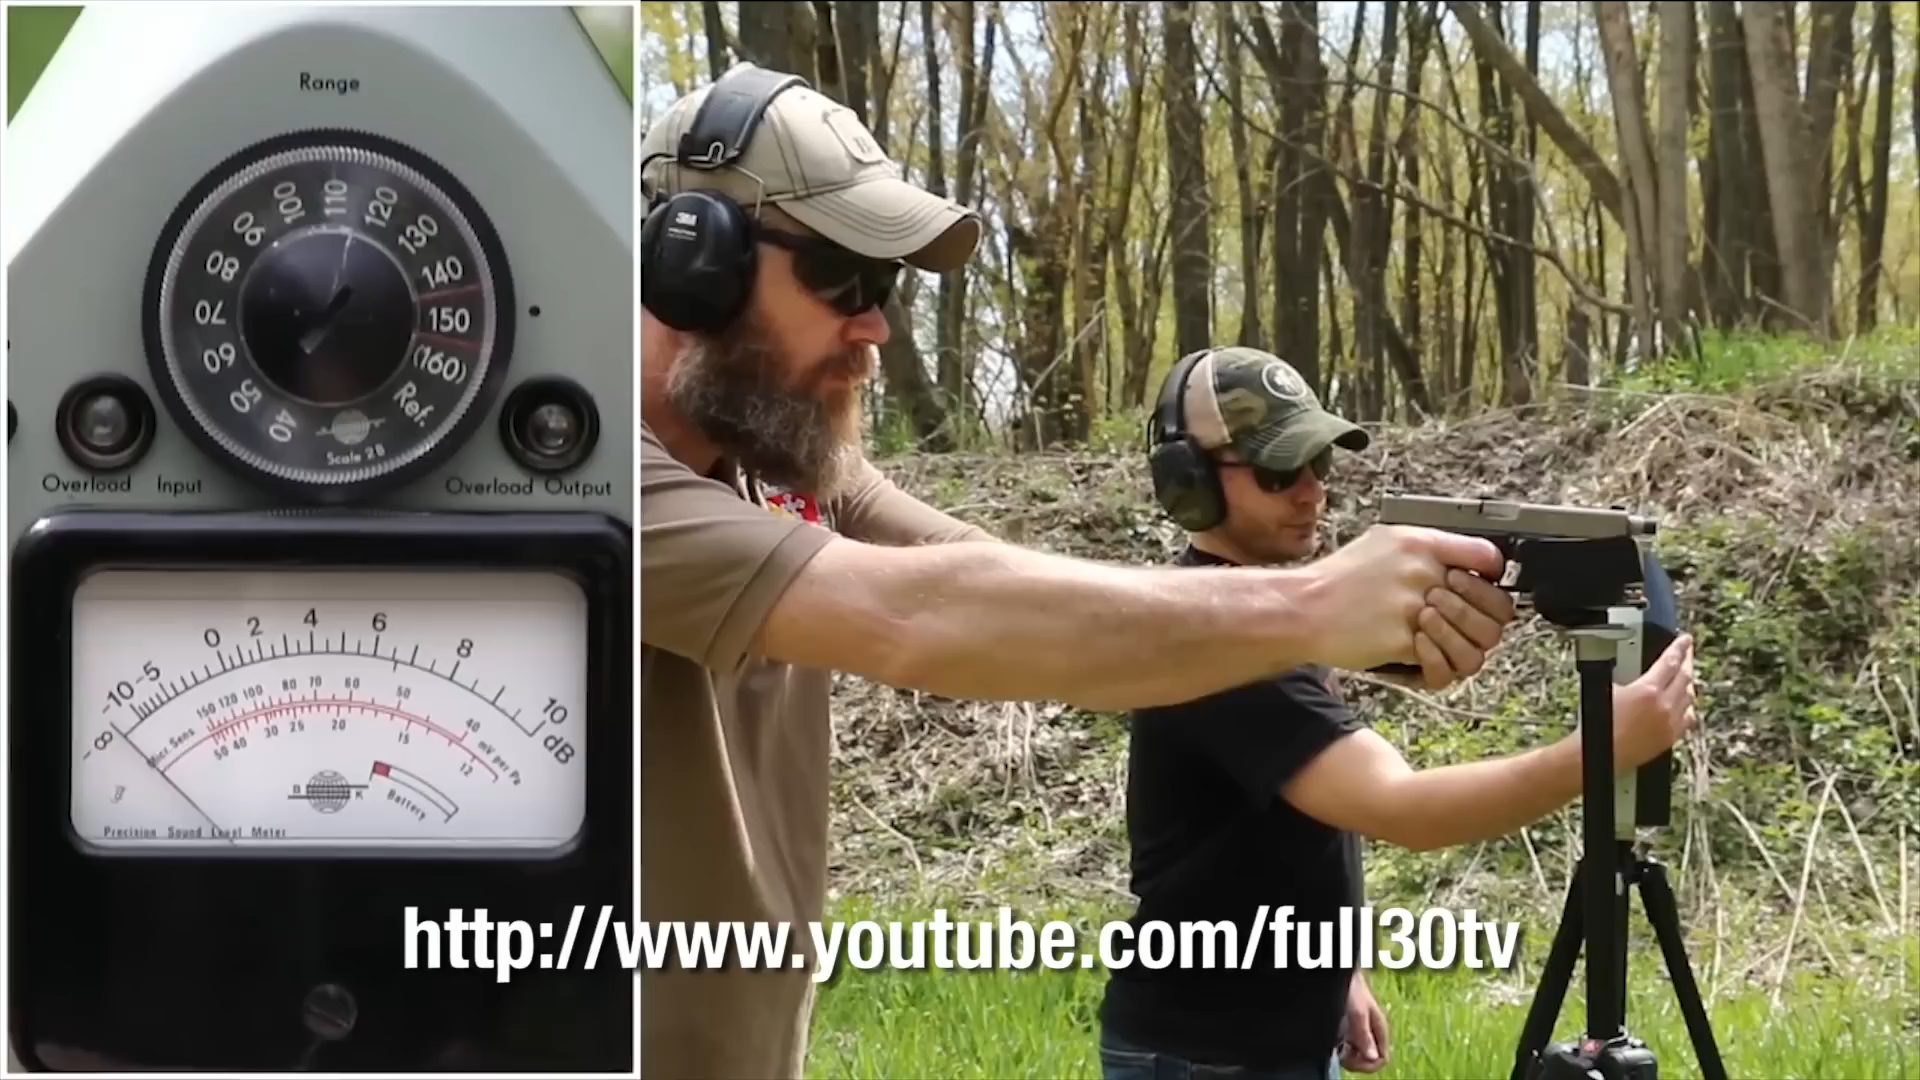 Range
40 50 60 70 80 90 100 110 120 130 140 150 (160) Ref.
Scale 2B
Overload Input
Overload Output
-∞ -10 -5 0 2 4 6 8 10 dB
Micr. Sens 150 120 100 80 70 60 50 40 mV per Pa
50 40 30 25 20 15 12
B K
Battery
Precision Sound Level Meter
3M
http://www.youtube.com/full30tv